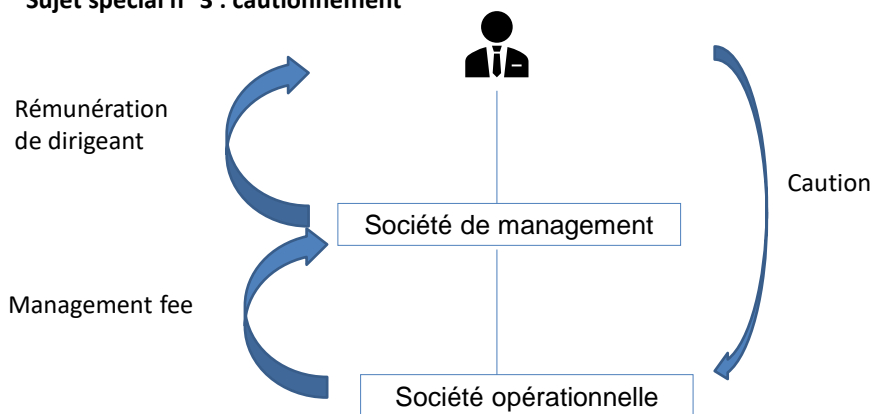 Sujet spécial n° 3 : cautionnement
Rémunération
de dirigeant
Caution
Société de management
Management fee
Société opérationnelle